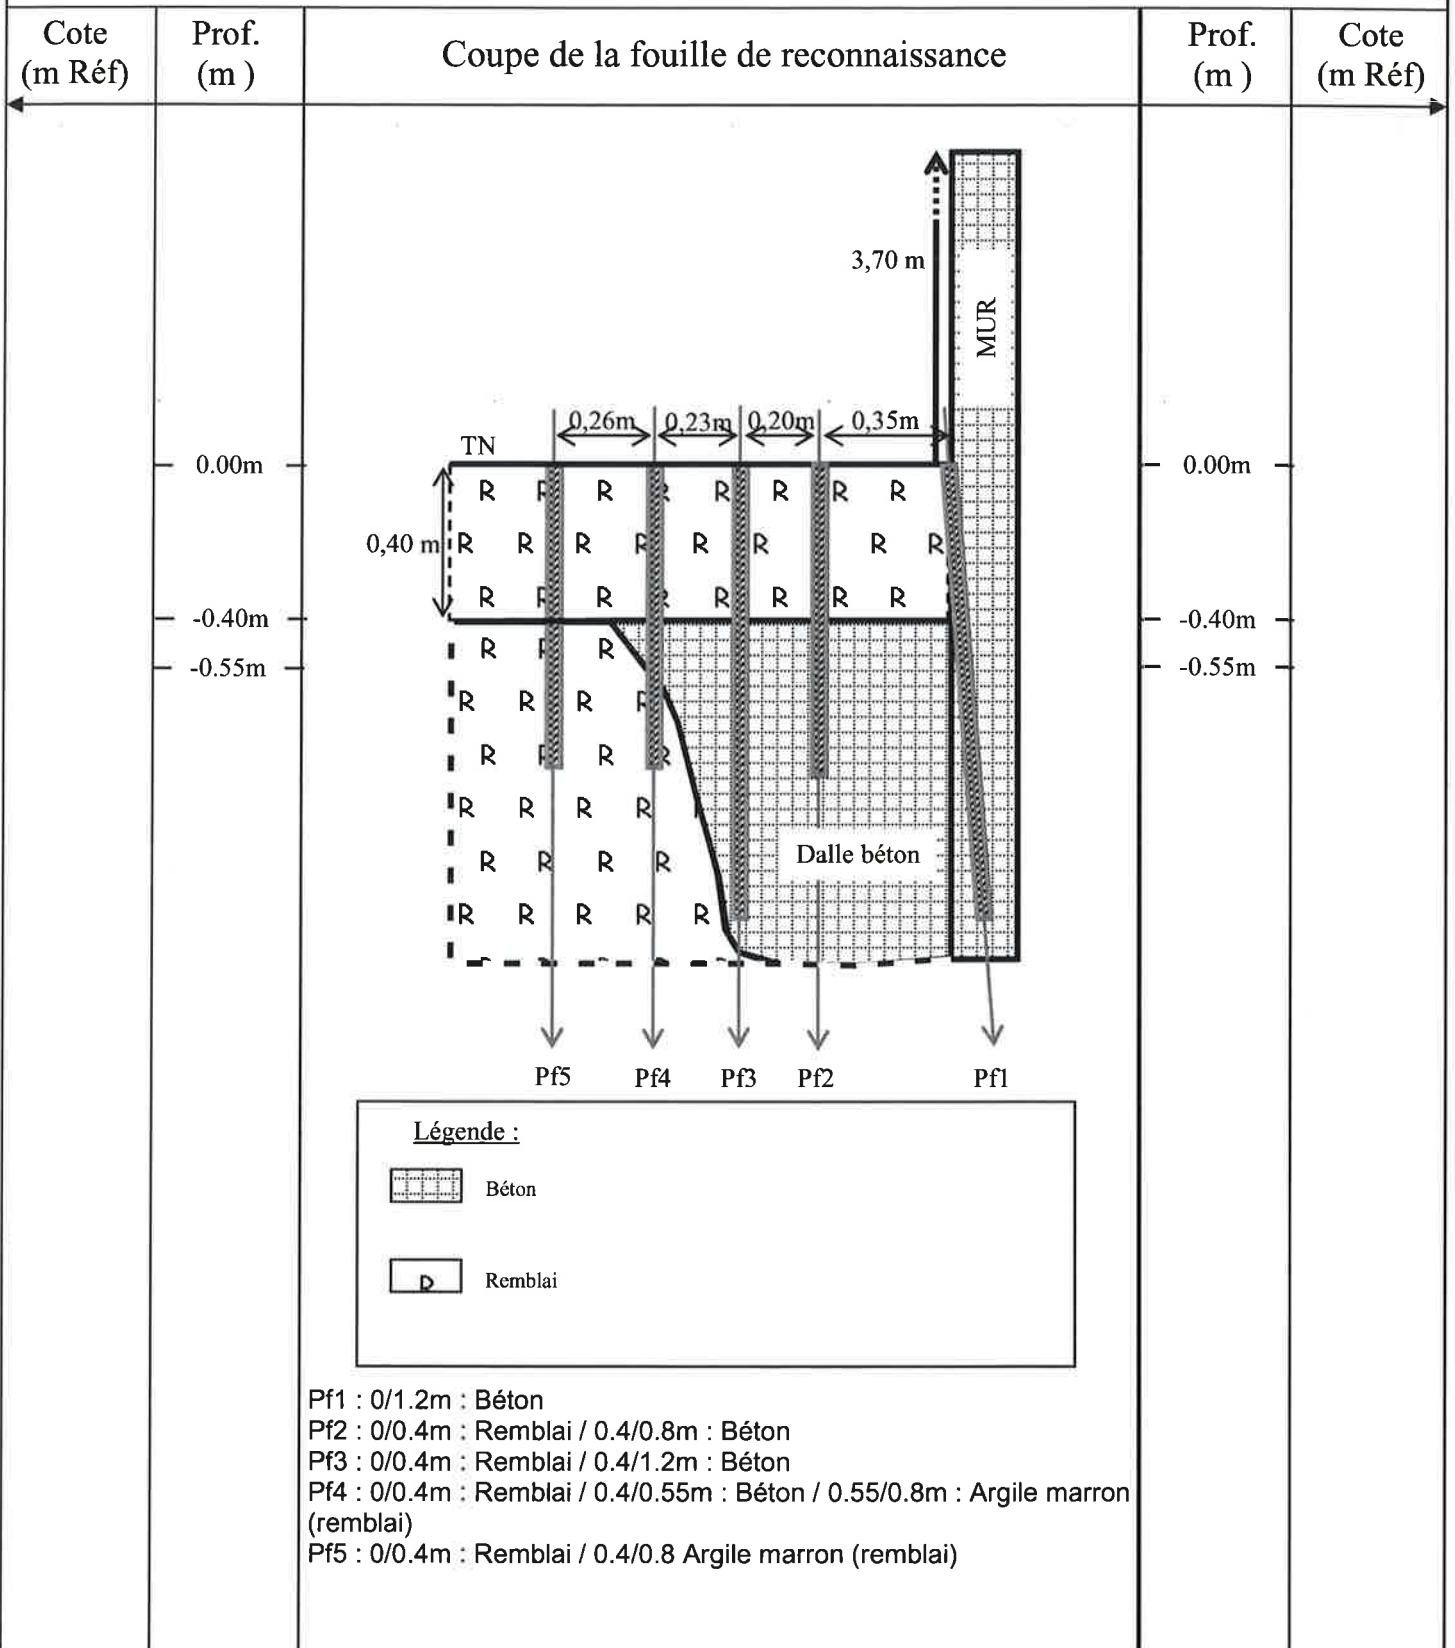 Cote
(m Réf)
Prof.
(m )
Coupe de la fouille de reconnaissance
Prof.
(m )
Cote
(m Réf)
3,70 m
MUR
0,26m
0,23m
0,20m
0,35m
TN
0.00m
0.00m
R R R R R R R R
0,40 m
R R R R R R R R
R R R R R R R R
-0.40m
-0.40m
R R R
-0.55m
-0.55m
R R R R
R R R R
R R R R
Dalle béton
R R R R
R R R R R
Pf5
Pf4
Pf3
Pf2
Pf1
Légende :
Béton
R
Remblai
Pf1 : 0/1.2m : Béton
Pf2 : 0/0.4m : Remblai / 0.4/0.8m : Béton
Pf3 : 0/0.4m : Remblai / 0.4/1.2m : Béton
Pf4 : 0/0.4m : Remblai / 0.4/0.55m : Béton / 0.55/0.8m : Argile marron
(remblai)
Pf5 : 0/0.4m : Remblai / 0.4/0.8 Argile marron (remblai)